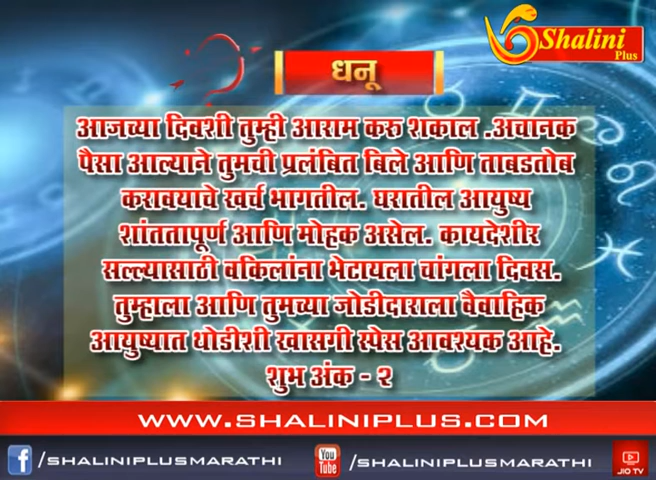 Shalini
Plus
धनू
आजच्या दिवशी तुम्ही आराम करू शकाल .अचानक
पैसा आल्याने तुमची प्रलंबित बिले आणि ताबडतोब
करावयाचे खर्च भागतील. घरातील आयुष्य
शांततापूर्ण आणि मोहक असेल. कायदेशीर
सल्ल्यासाठी वकिलांना भेटायला चांगला दिवस.
तुम्हाला आणि तुमच्या जोडीदाराला वैवाहिक
आयुष्यात थोडीशी खासगी स्पेस आवश्यक आहे.
शुभ अंक - २
WWW.SHALINIPLUS.COM
f /SHALINIPLUSMARATHI
You Tube /SHALINIPLUSMARATHI
JIO TV